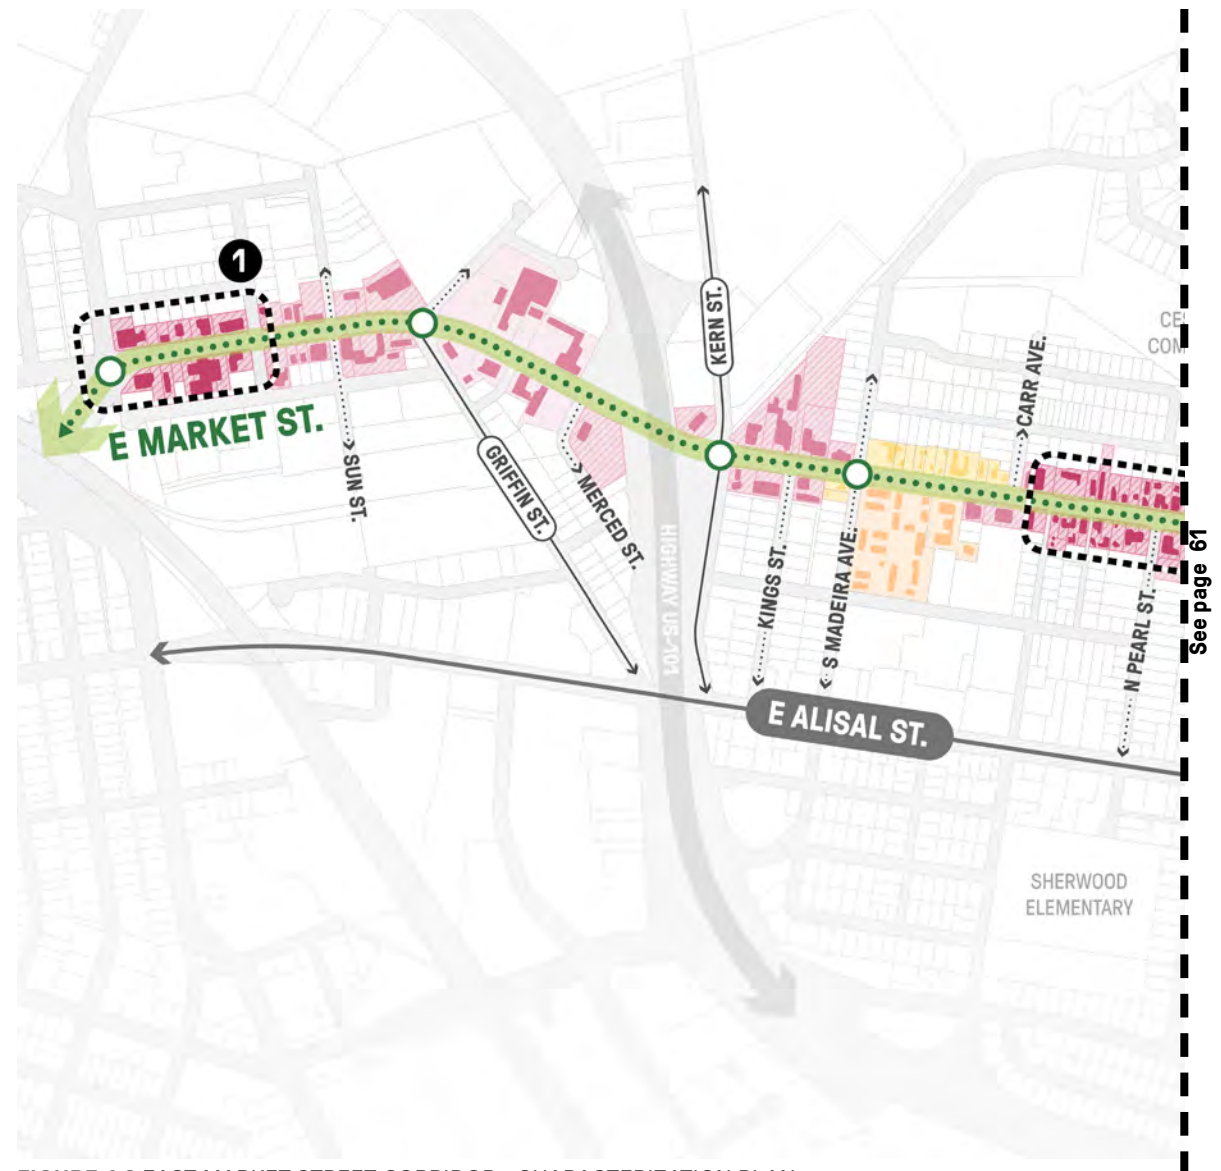 1
KERN ST.
CARR AVE.
E MARKET ST.
SUN ST.
GRIFFIN ST.
MERCED ST.
HIGHWAY US-101
KINGS ST.
S MADEIRA AVE.
N PEARL ST.
See page 61
E ALISAL ST.
SHERWOOD
ELEMENTARY